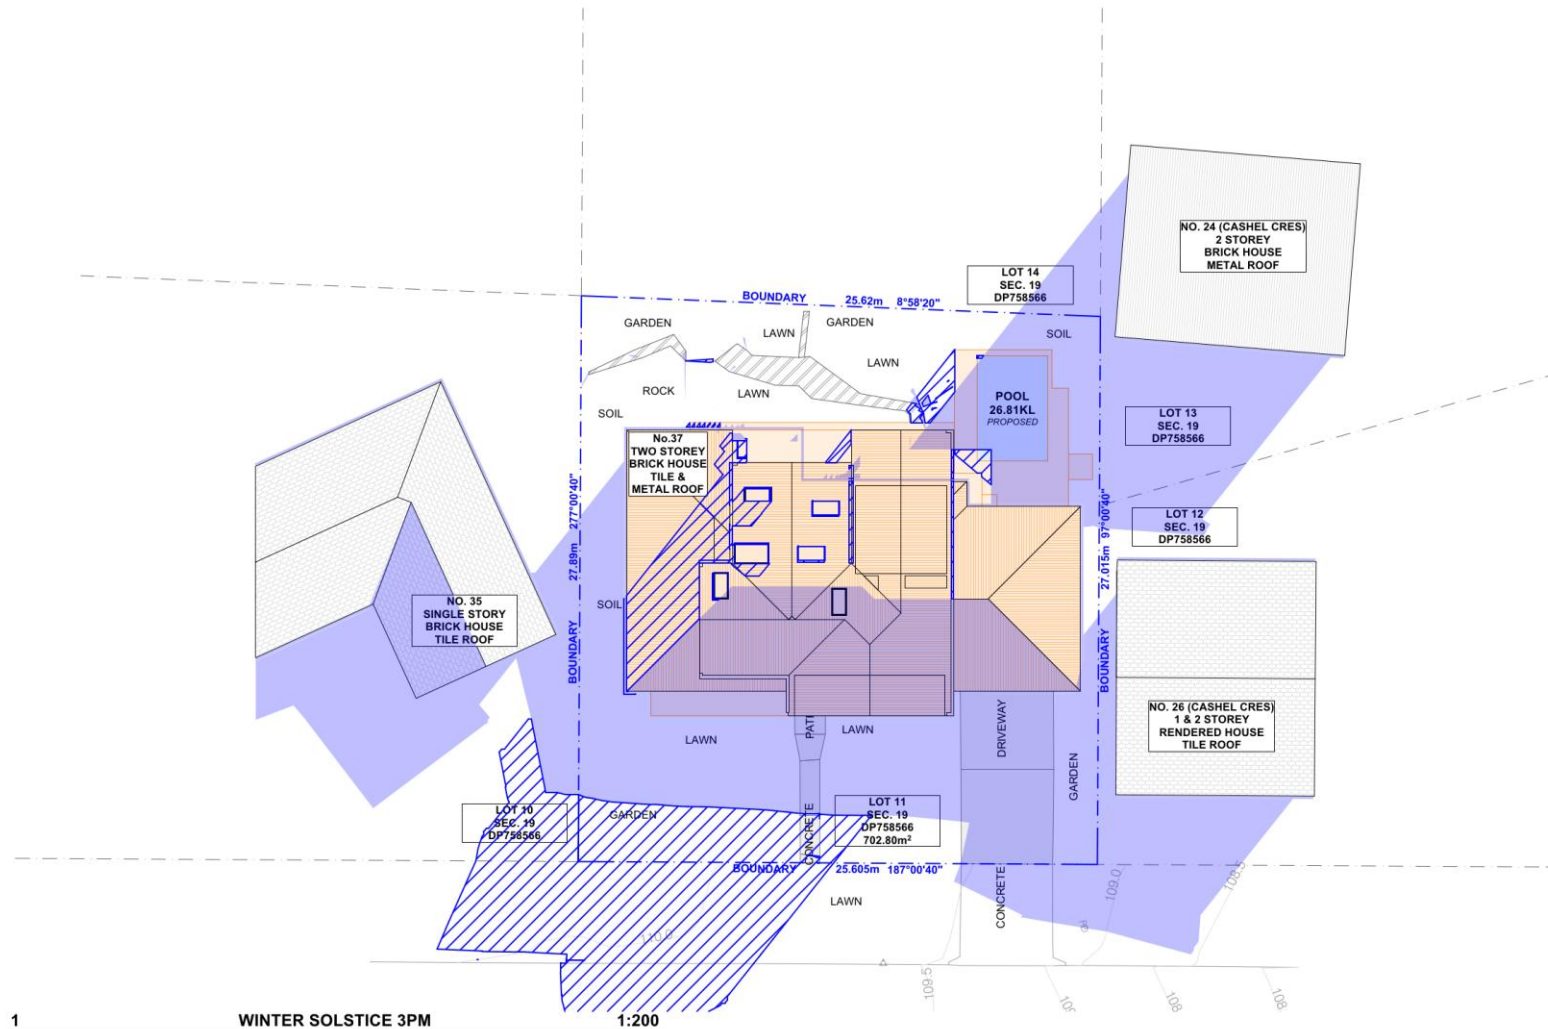 NO. 24 (CASHEL CRES)
2 STOREY
BRICK HOUSE
METAL ROOF
LOT 14
SEC. 19
DP758566
BOUNDARY 25.62m 8°58'20"
GARDEN
LAWN
GARDEN
SOIL
LAWN
ROCK
LAWN
SOIL
POOL
26.81KL
PROPOSED
LOT 13
SEC. 19
DP758566
No.37
TWO STOREY
BRICK HOUSE
TILE &
METAL ROOF
BOUNDARY 27.89m 277°00'40"
BOUNDARY 27.015m 97°00'40"
LOT 12
SEC. 19
DP758566
NO. 35
SINGLE STORY
BRICK HOUSE
TILE ROOF
SOIL
NO. 26 (CASHEL CRES)
1 & 2 STOREY
RENDERED HOUSE
TILE ROOF
LAWN
LAWN
DRIVEWAY
GARDEN
LOT 10
SEC. 19
DP758566
GARDEN
CONCRETE
LOT 11
SEC. 19
DP758566
702.80m²
BOUNDARY 25.605m 187°00'40"
LAWN
CONCRETE
109.0
108.5
110.0
109.5
108
108
1 WINTER SOLSTICE 3PM 1:200